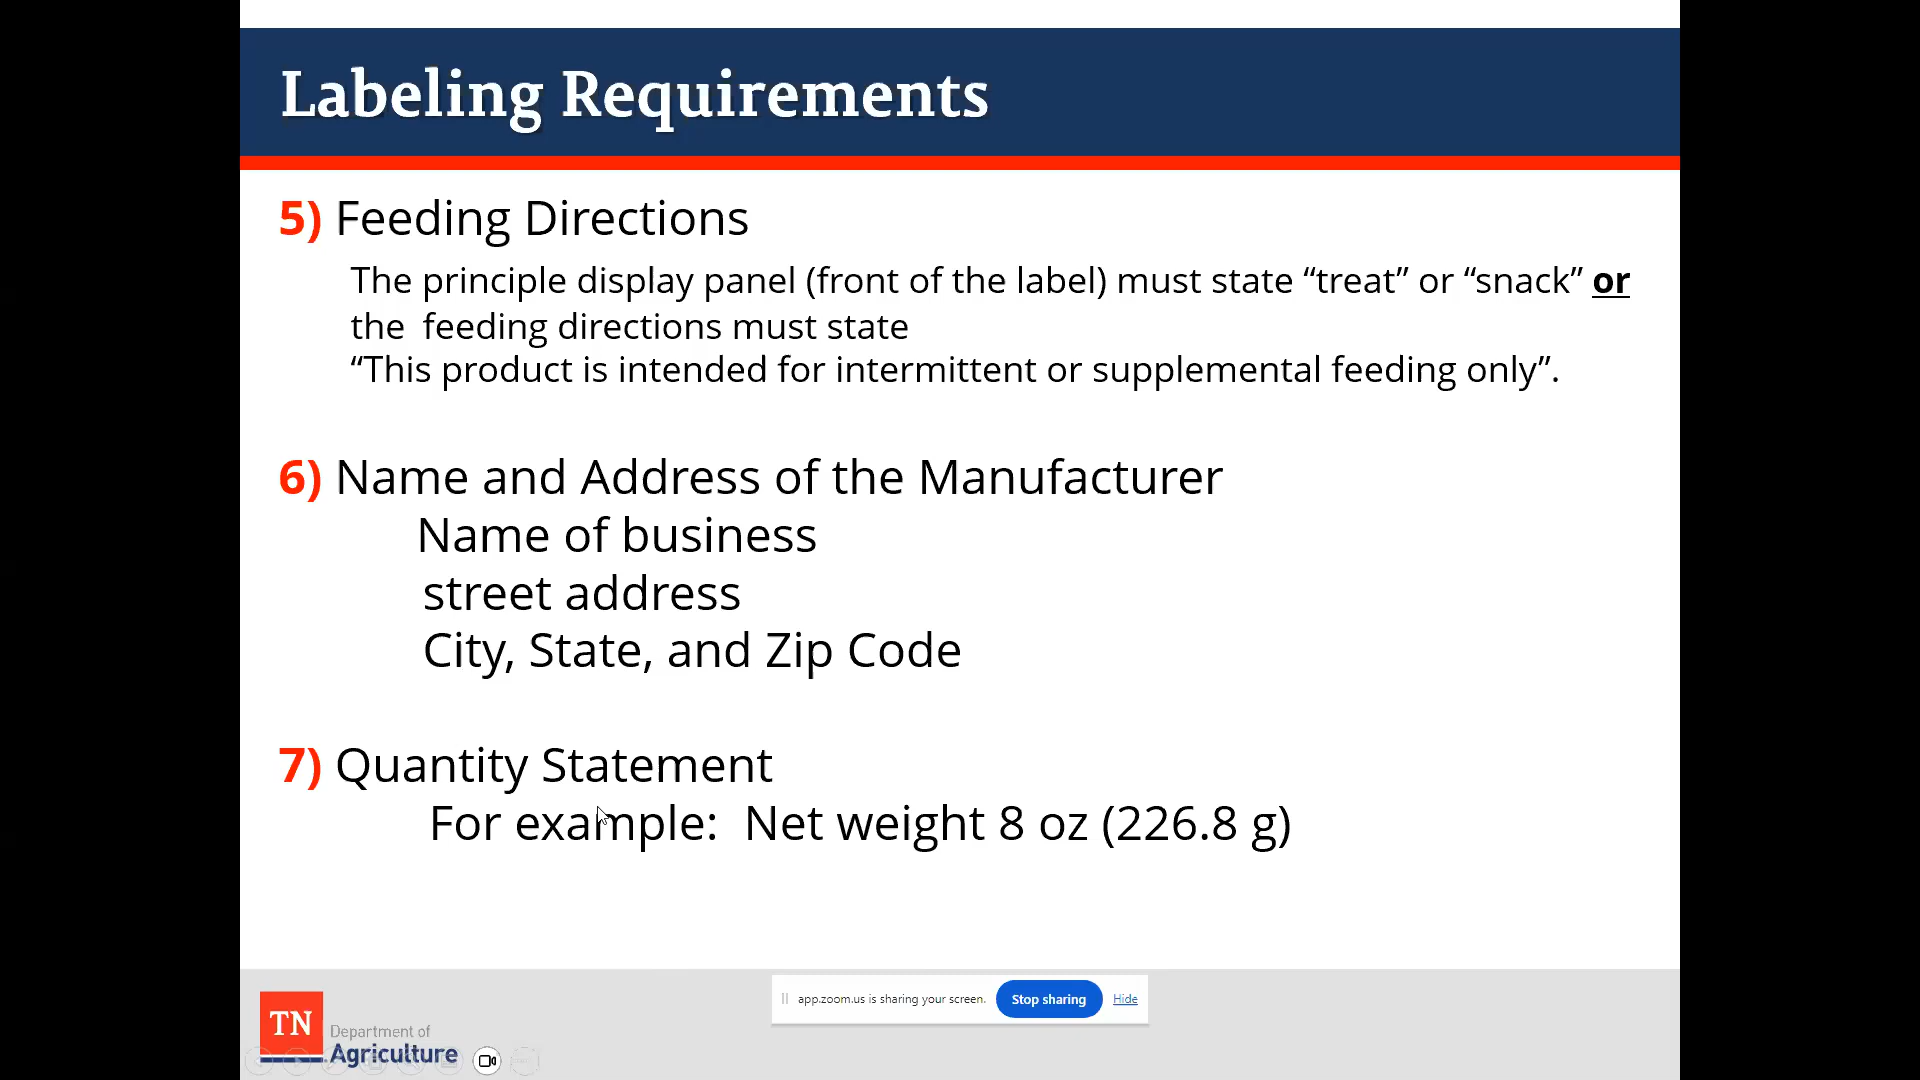 Labeling Requirements
5) Feeding Directions
The principle display panel (front of the label) must state “treat” or “snack” or
the feeding directions must state
“This product is intended for intermittent or supplemental feeding only”.
6) Name and Address of the Manufacturer
Name of business
street address
City, State, and Zip Code
7) Quantity Statement
For example: Net weight 8 oz (226.8 g)
app.zoom.us is sharing your screen. Stop sharing Hide
TN
Department of
Agriculture